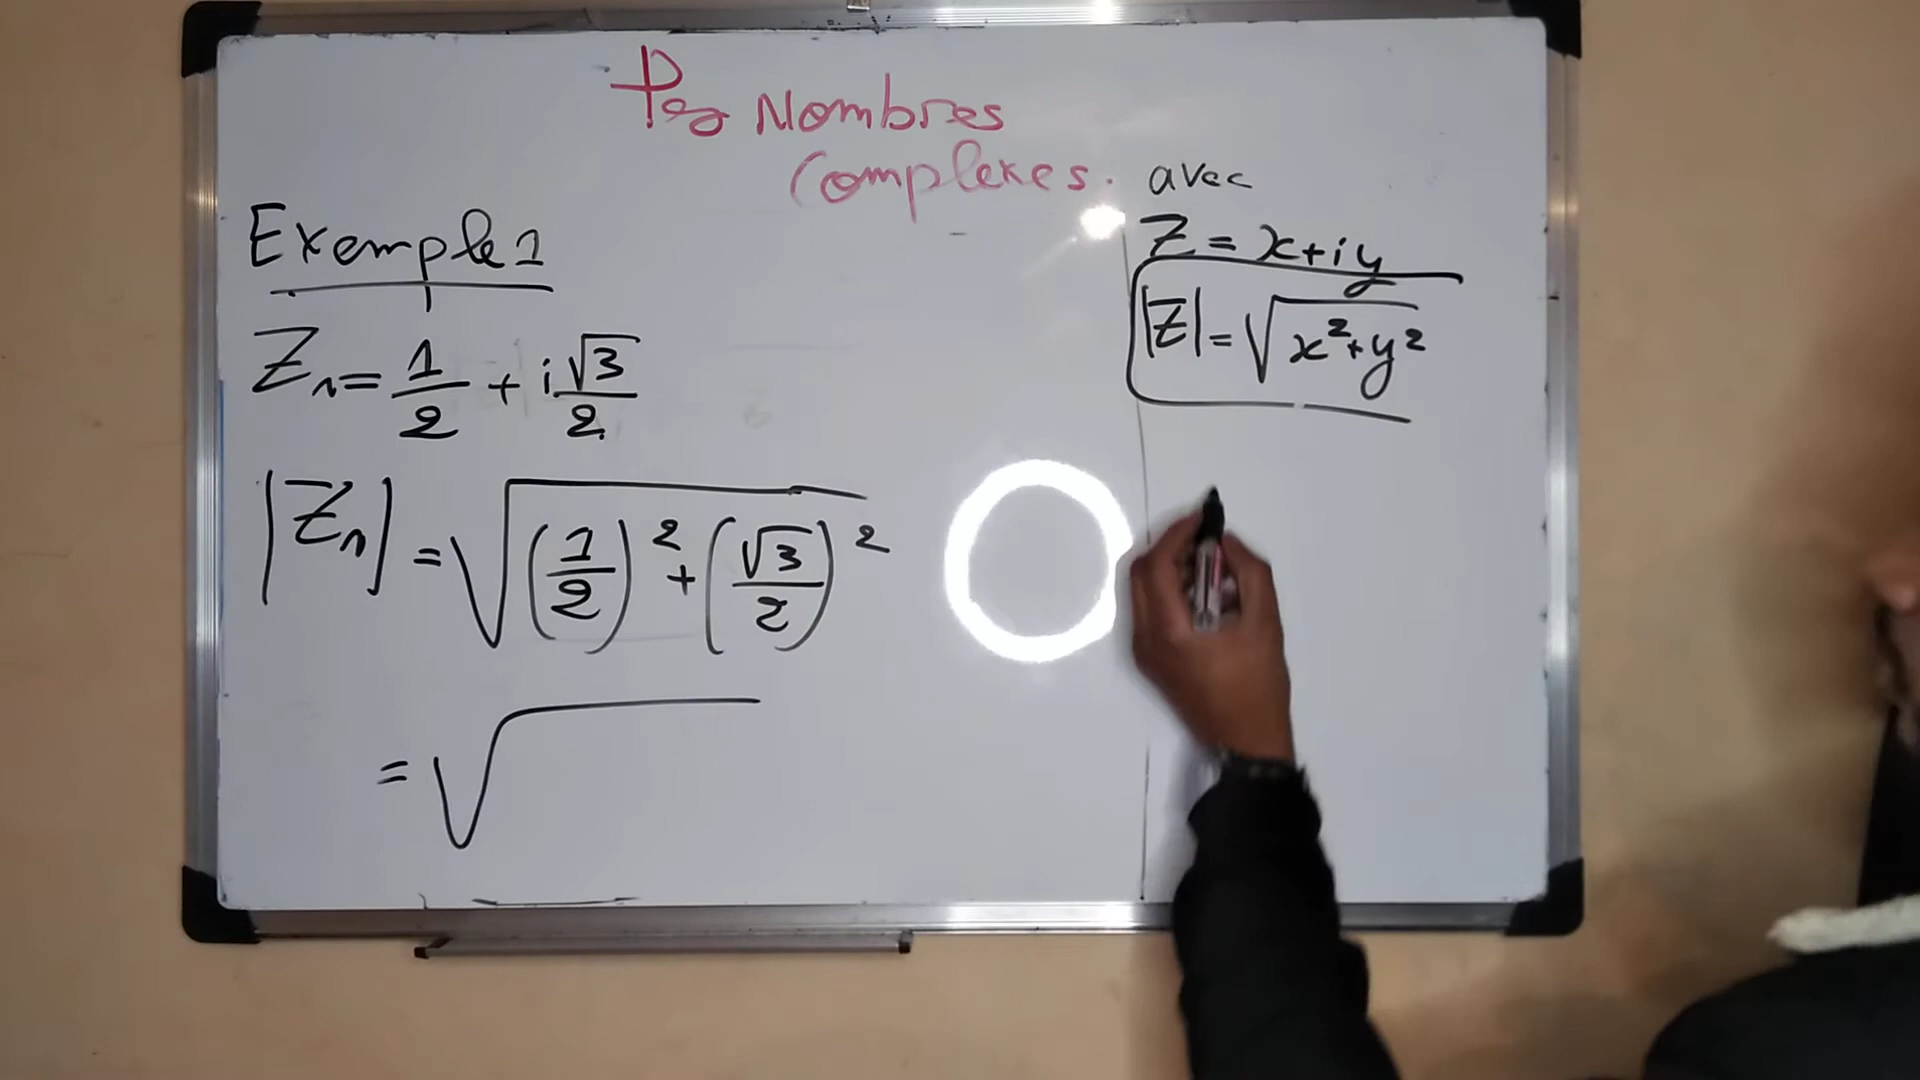 Les Nombres
Complexes.
Exemple 1
Z₁ = 1/2 + i √3/2
|Z₁| = √((1/2)² + (√3/2)²)
= √
avec
Z = x + iy
|Z| = √(x² + y²)